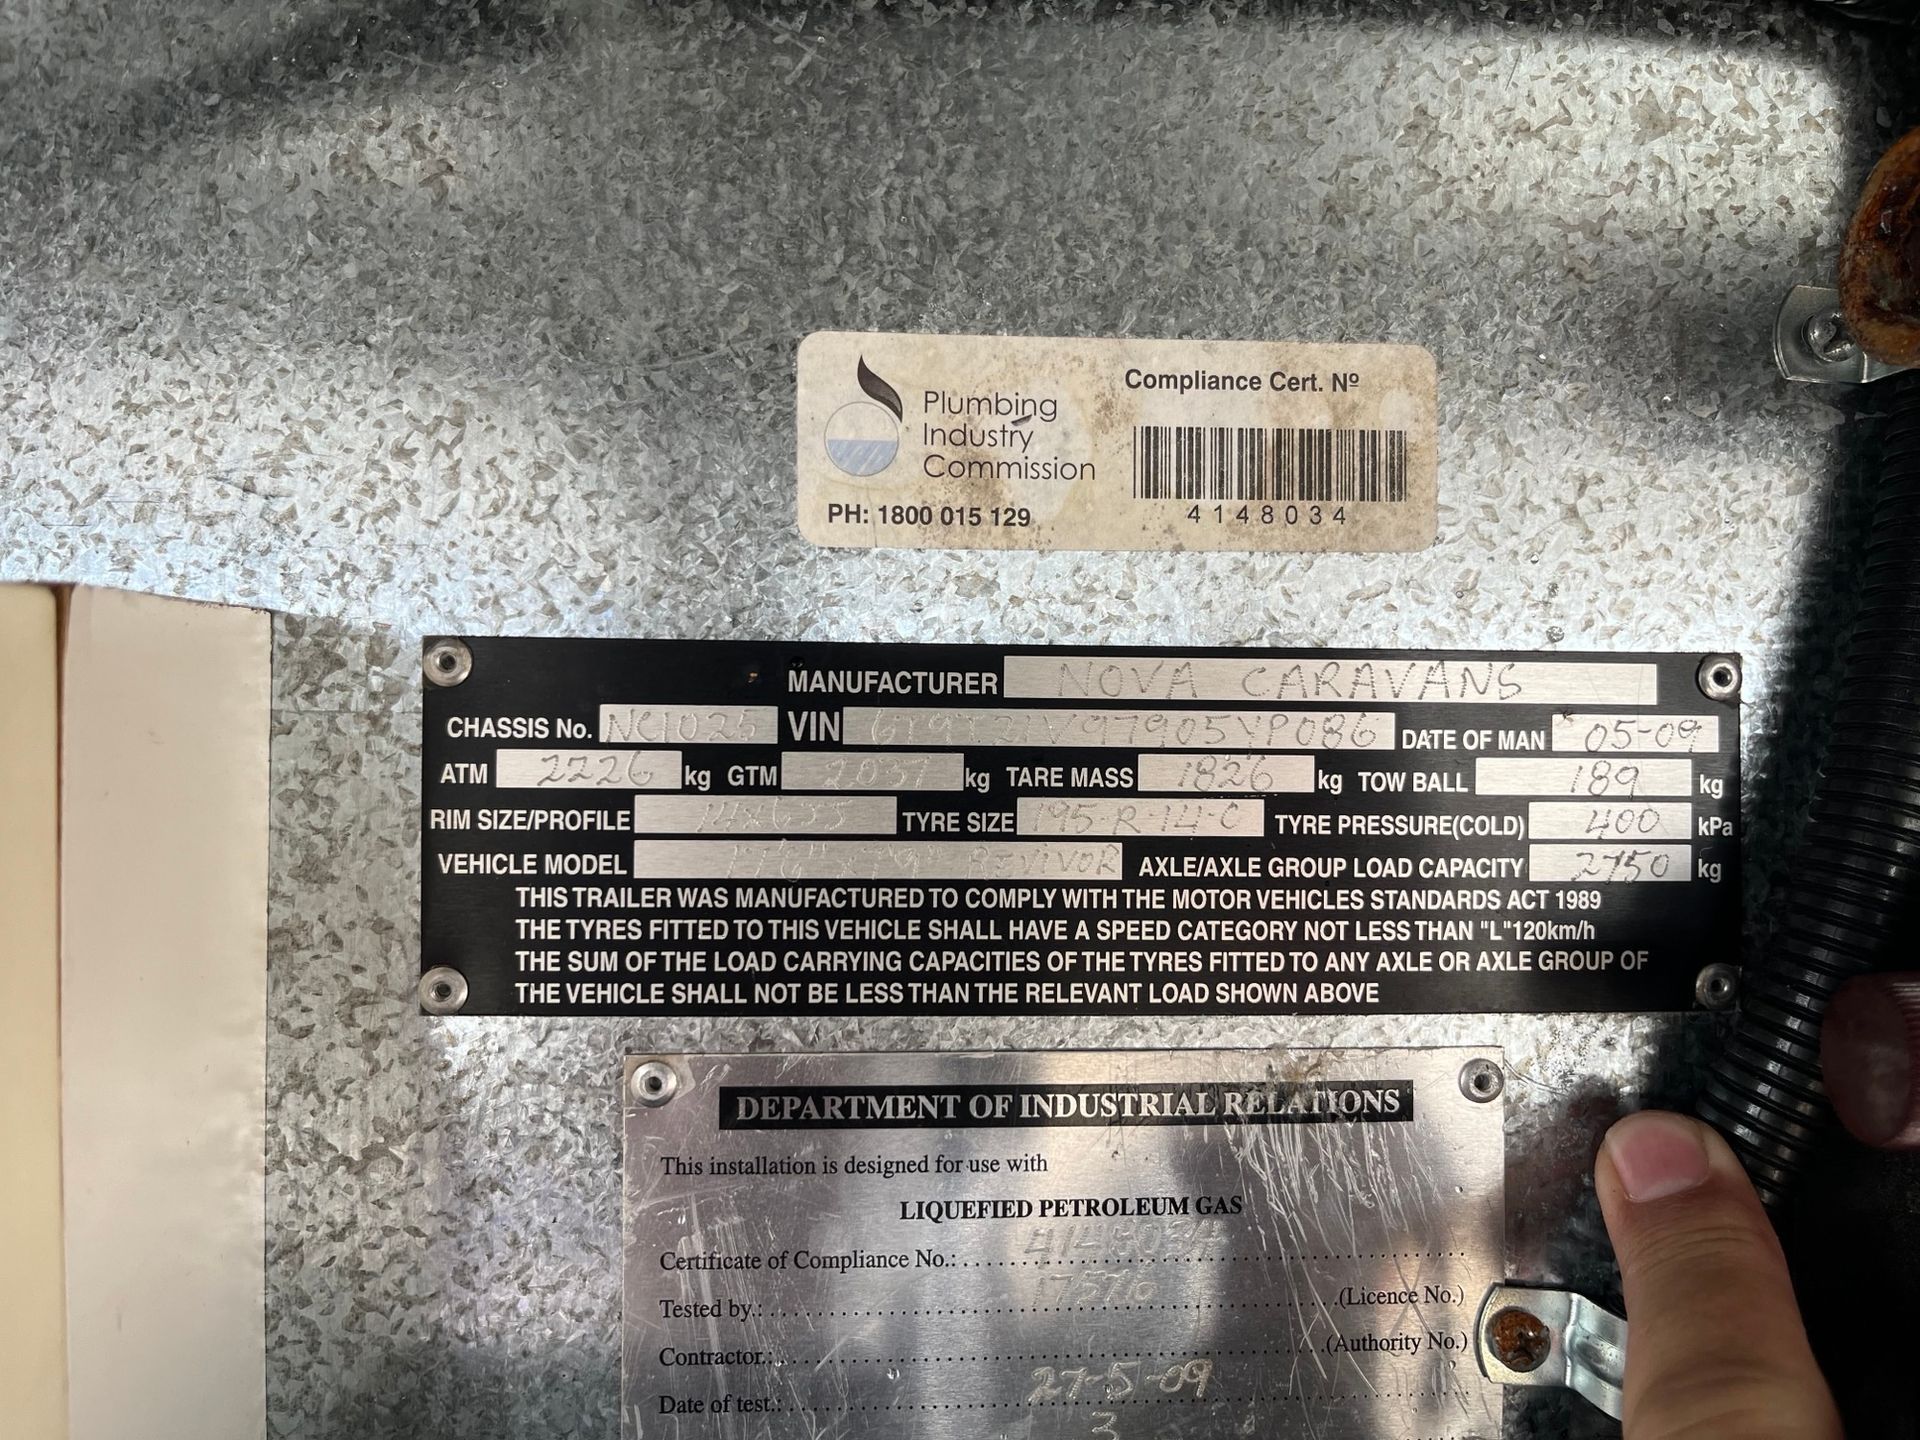 Compliance Cert. Nº
Plumbing
Industry
Commission
PH: 1800 015 129
4148034
MANUFACTURER NOVA CARAVANS
CHASSIS No. NC1025 VIN DATE OF MAN 05-09
ATM 2226 kg GTM 2037 kg TARE MASS 1826 kg TOW BALL 189 kg
RIM SIZE/PROFILE TYRE SIZE 195-R-14-C TYRE PRESSURE(COLD) 400 kPa
VEHICLE MODEL REVIVOR AXLE/AXLE GROUP LOAD CAPACITY 2750 kg
THIS TRAILER WAS MANUFACTURED TO COMPLY WITH THE MOTOR VEHICLES STANDARDS ACT 1989
THE TYRES FITTED TO THIS VEHICLE SHALL HAVE A SPEED CATEGORY NOT LESS THAN "L"120km/h
THE SUM OF THE LOAD CARRYING CAPACITIES OF THE TYRES FITTED TO ANY AXLE OR AXLE GROUP OF
THE VEHICLE SHALL NOT BE LESS THAN THE RELEVANT LOAD SHOWN ABOVE
DEPARTMENT OF INDUSTRIAL RELATIONS
This installation is designed for use with
LIQUEFIED PETROLEUM GAS
Certificate of Compliance No.: 4148034
Tested by.: (Licence No.)
Contractor.: (Authority No.)
Date of test.: 27-5-09
3